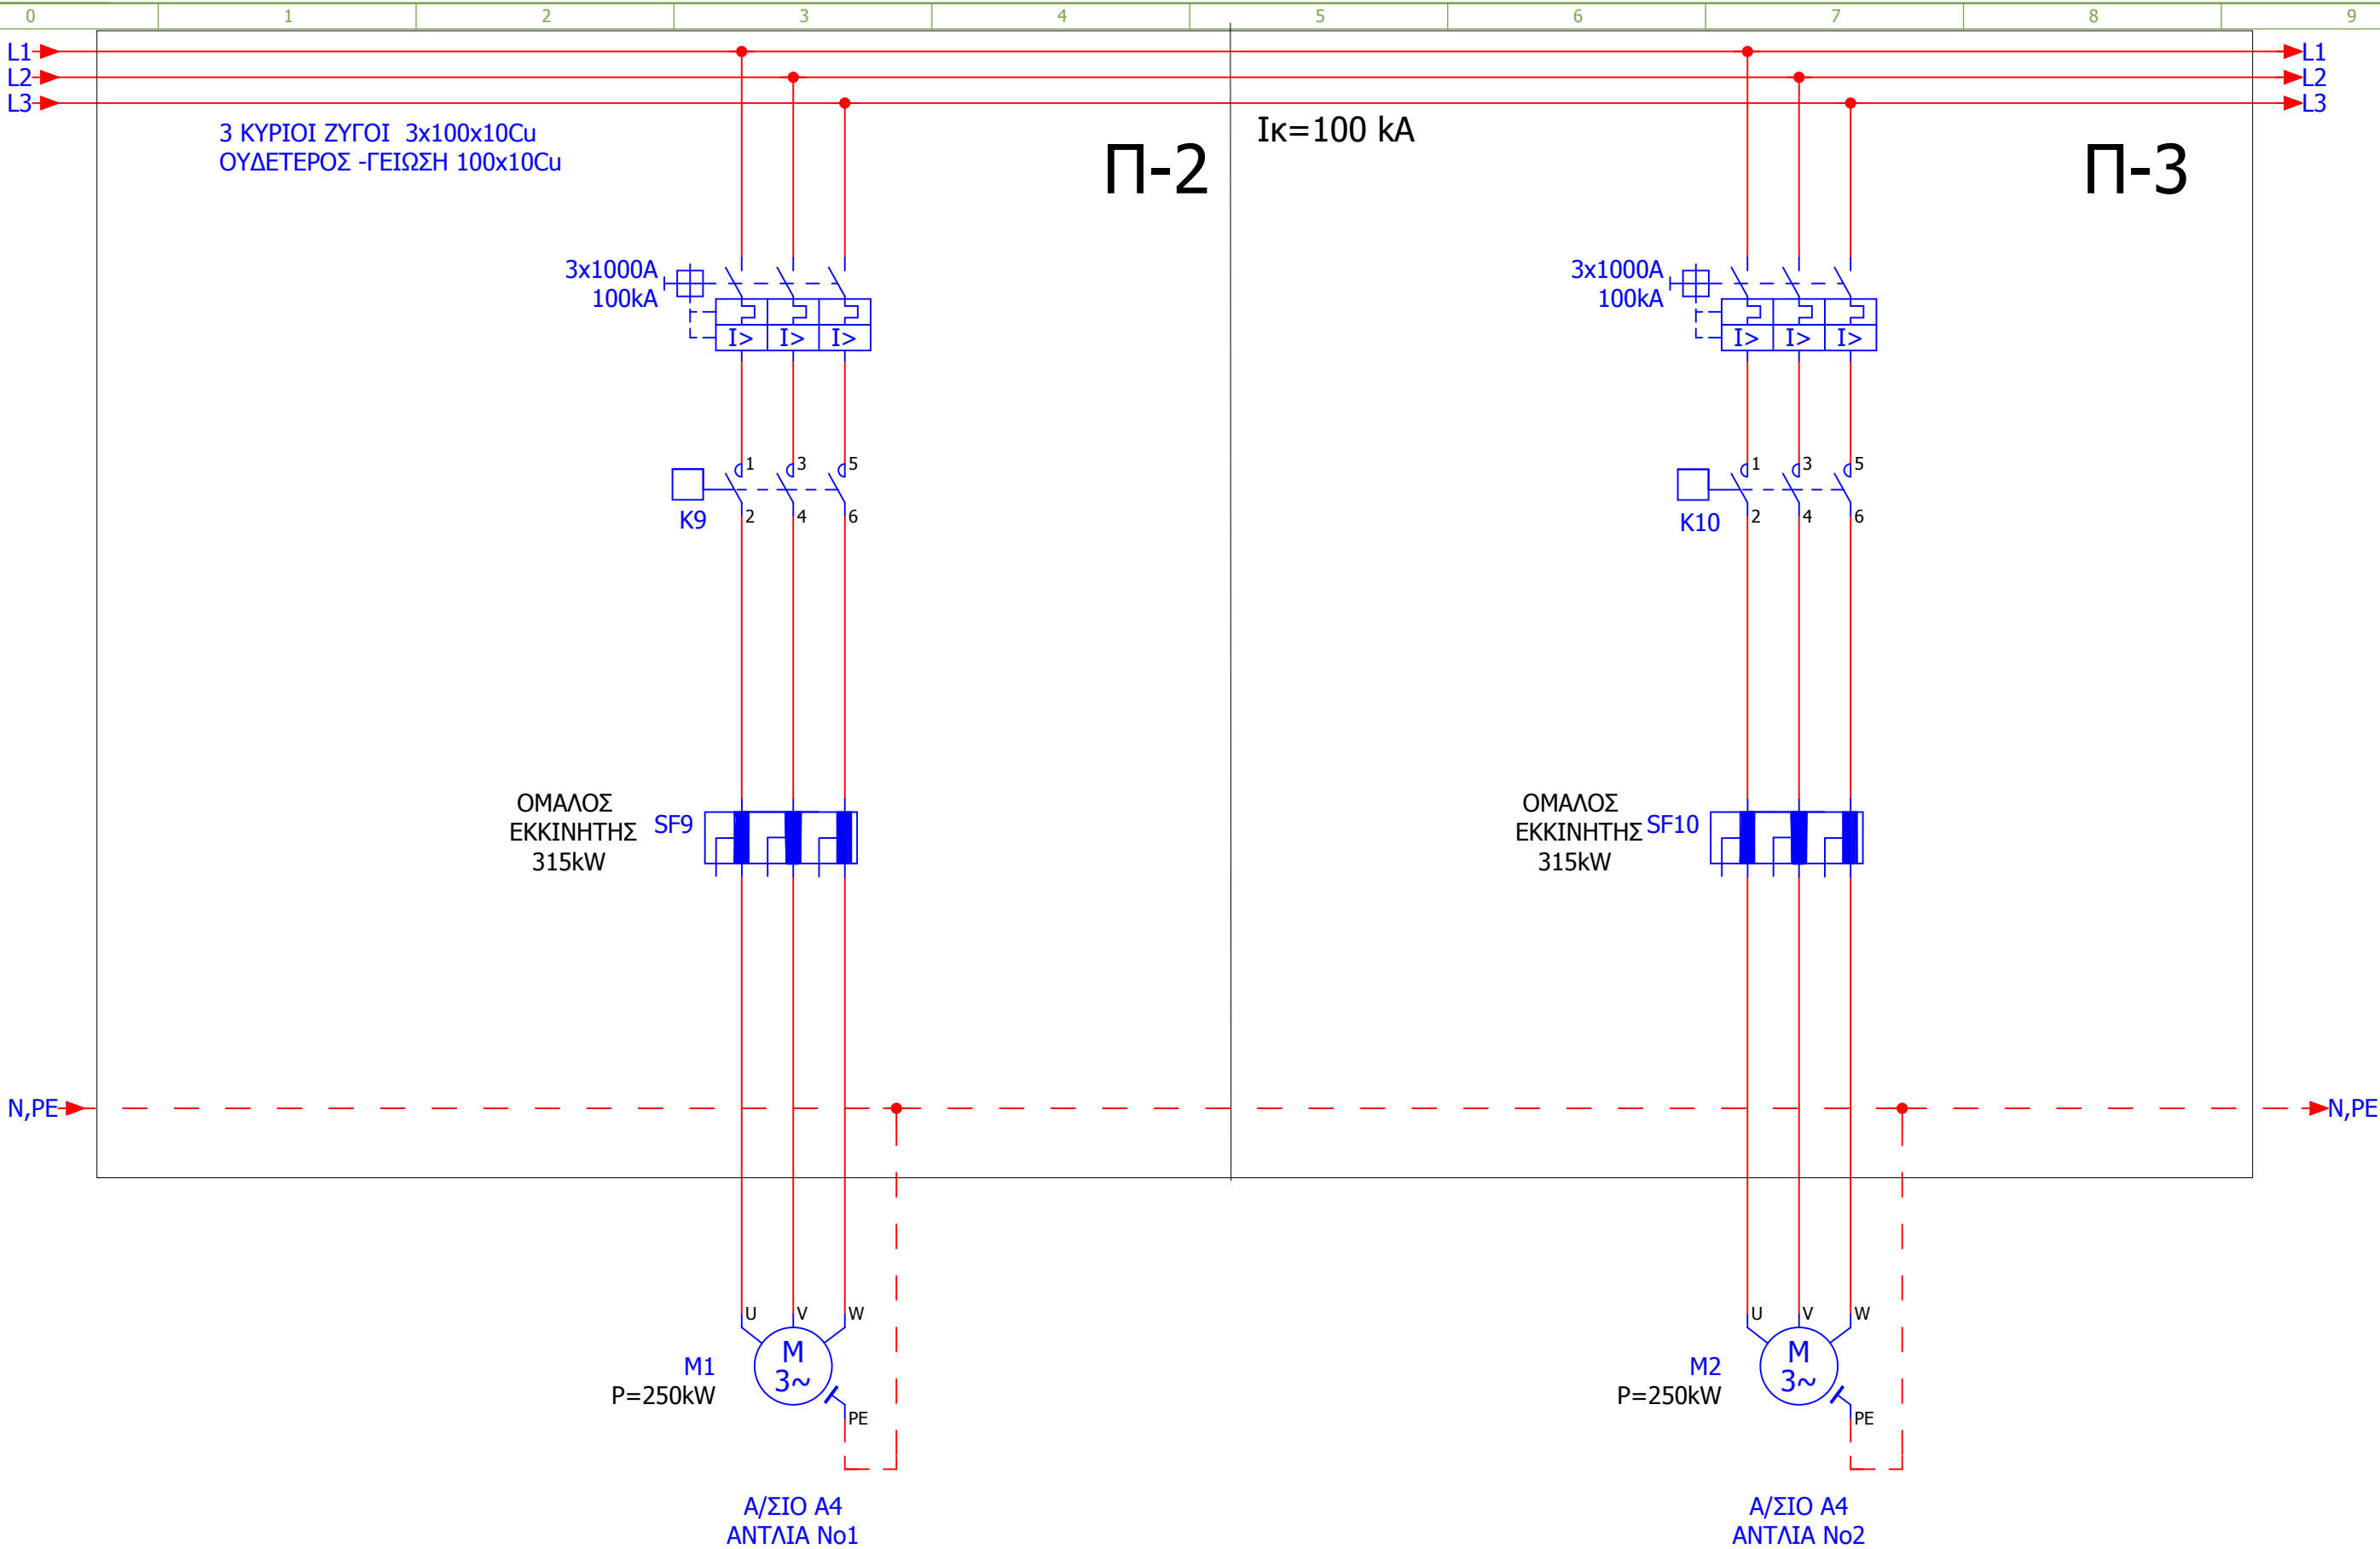 0 1 2 3 4 5 6 7 8 9
L1 L1
L2 L2
L3 L3
3 ΚΥΡΙΟΙ ΖΥΓΟΙ 3x100x10Cu
ΟΥΔΕΤΕΡΟΣ -ΓΕΙΩΣΗ 100x10Cu
Π-2
Iκ=100 kA
Π-3
3x1000A
100kA
I> I> I>
3x1000A
100kA
I> I> I>
1 3 5
K9
2 4 6
1 3 5
K10
2 4 6
ΟΜΑΛΟΣ
ΕΚΚΙΝΗΤΗΣ
315kW
SF9
ΟΜΑΛΟΣ
ΕΚΚΙΝΗΤΗΣ
315kW
SF10
N,PE N,PE
U V W
M
3~
M1
P=250kW
PE
U V W
M
3~
M2
P=250kW
PE
Α/ΣΙΟ Α4
ΑΝΤΛΙΑ Νο1
Α/ΣΙΟ Α4
ΑΝΤΛΙΑ Νο2